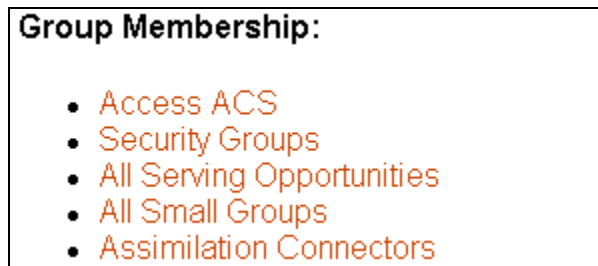 Group Membership:
• Access ACS
• Security Groups
• All Serving Opportunities
• All Small Groups
• Assimilation Connectors